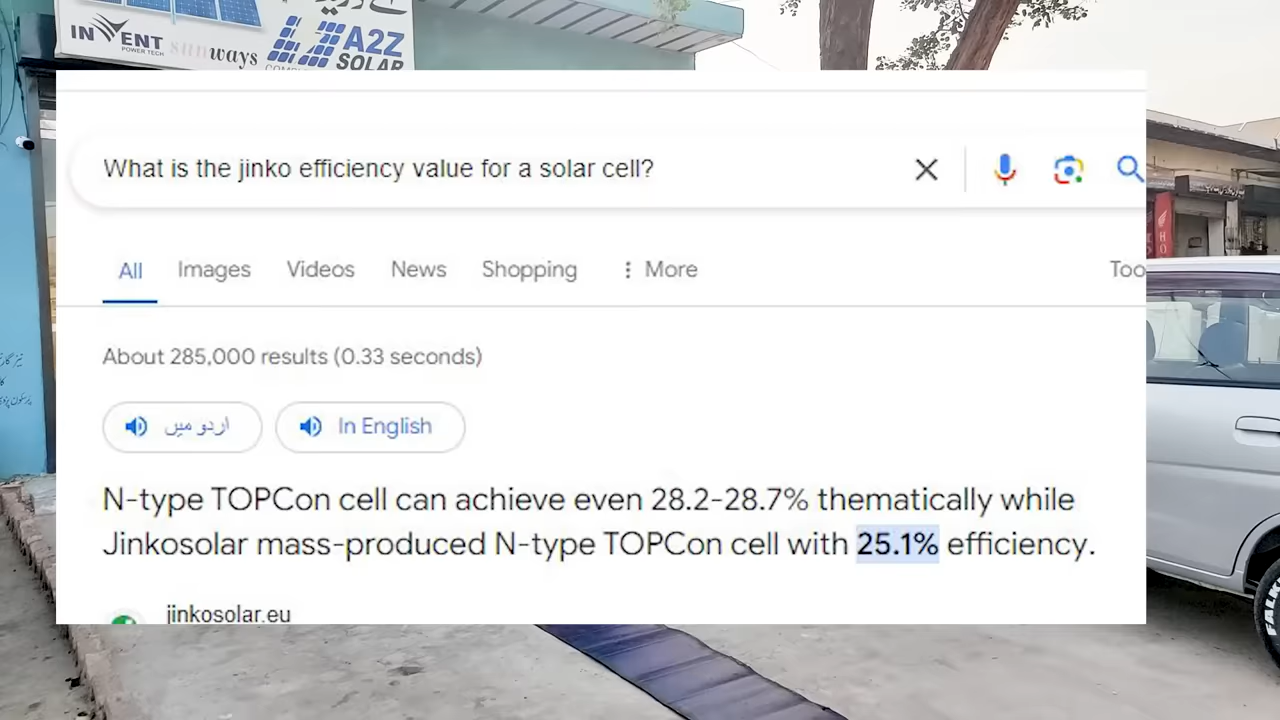 INVENT
POWER TECH
sunways
A2Z
SOLAR
What is the jinko efficiency value for a solar cell?
All Images Videos News Shopping More Too
About 285,000 results (0.33 seconds)
اردو میں In English
N-type TOPCon cell can achieve even 28.2-28.7% thematically while
Jinkosolar mass-produced N-type TOPCon cell with 25.1% efficiency.
jinkosolar.eu